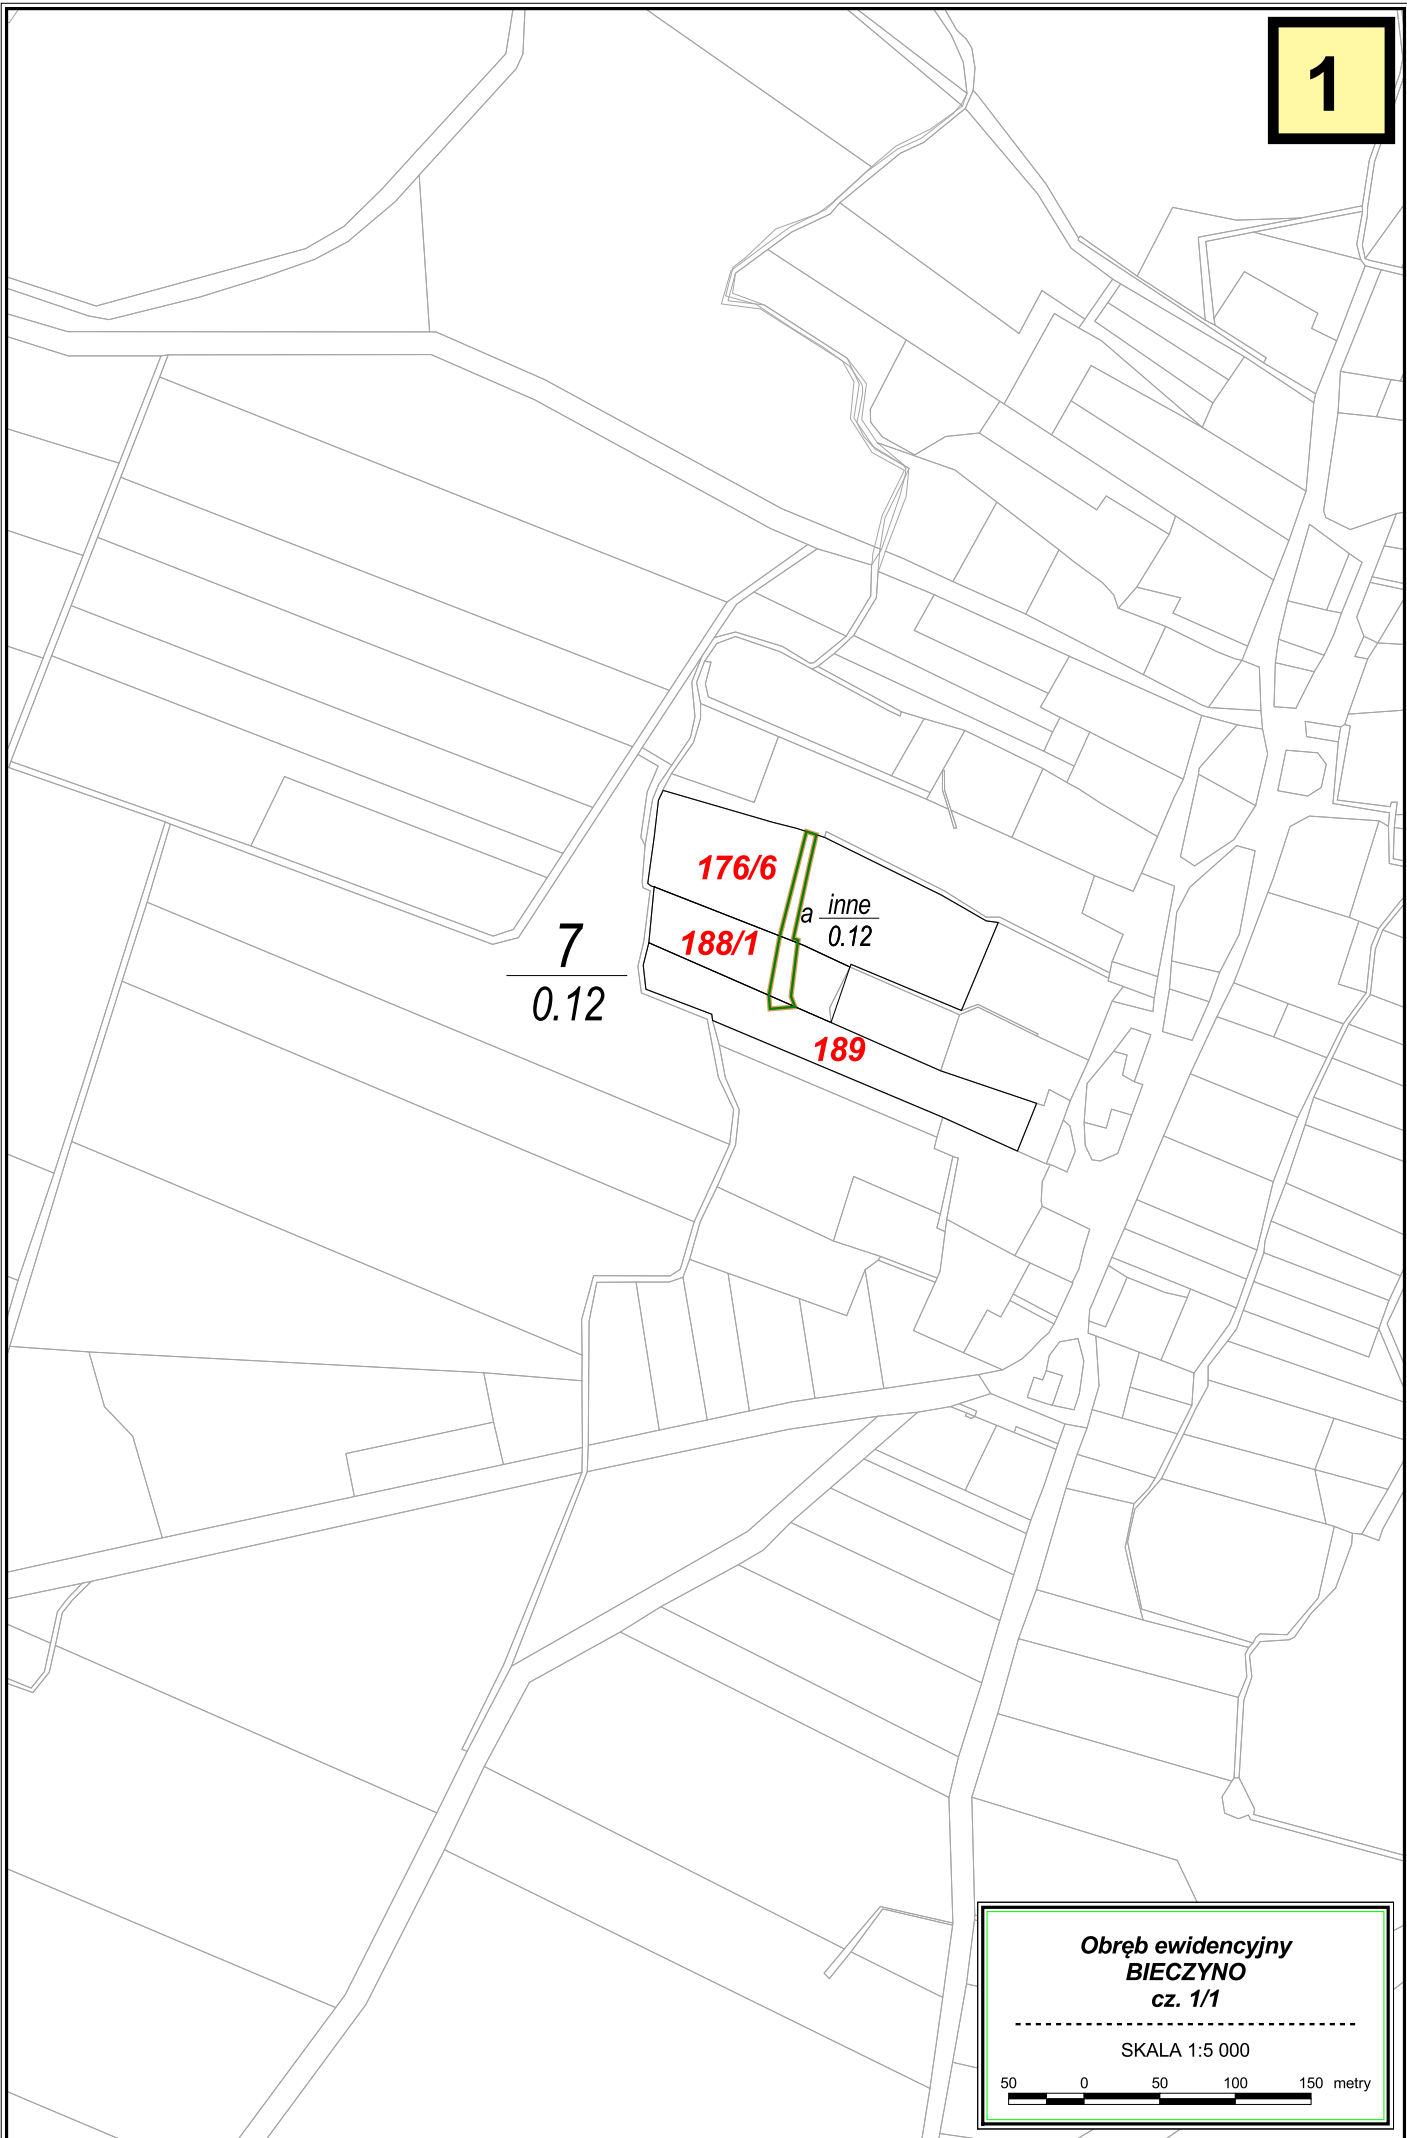 1
176/6
a inne
0.12
188/1
7
0.12
189
Obręb ewidencyjny
BIECZYNO
cz. 1/1
SKALA 1:5 000
50 0 50 100 150 metry